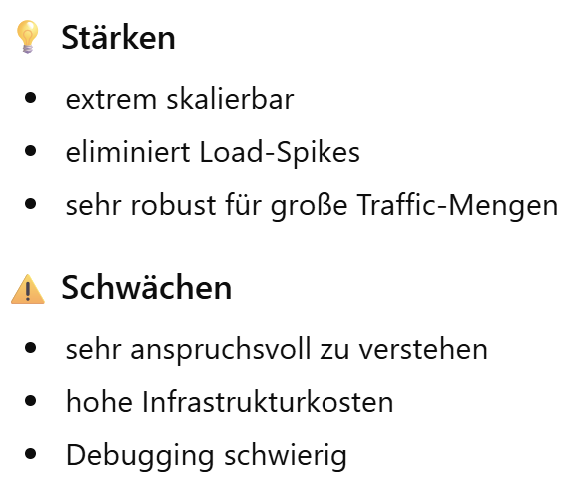 💡 Stärken
• extrem skalierbar
• eliminiert Load-Spikes
• sehr robust für große Traffic-Mengen
⚠️ Schwächen
• sehr anspruchsvoll zu verstehen
• hohe Infrastrukturkosten
• Debugging schwierig